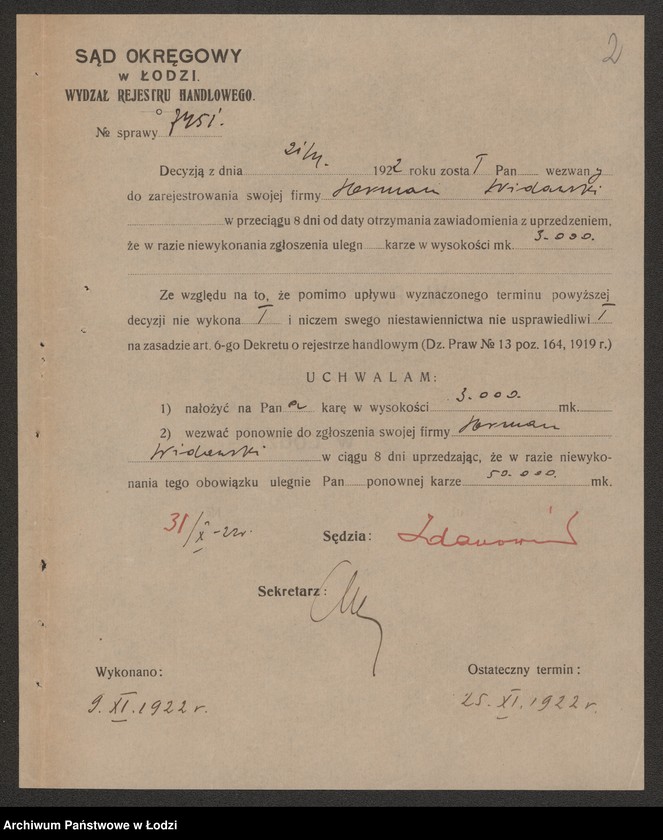 2
SĄD OKRĘGOWY
w ŁODZI.
WYDZAŁ REJESTRU HANDLOWEGO.
№ sprawy
Decyzją z dnia 1922 roku został Pan wezwany
do zarejestrowania swojej firmy Herman Widawski
w przeciągu 8 dni od daty otrzymania zawiadomienia z uprzedzeniem,
że w razie niewykonania zgłoszenia ulegn karze w wysokości mk. 3.000.
Ze względu na to, że pomimo upływu wyznaczonego terminu powyższej
decyzji nie wykonał i niczem swego niestawiennictwa nie usprawiedliwił
na zasadzie art. 6-go Dekretu o rejestrze handlowym (Dz. Praw № 13 poz. 164, 1919 r.)
UCHWALAM:
1) nałożyć na Pana karę w wysokości 3.000. mk.
2) wezwać ponownie do zgłoszenia swojej firmy Herman
Widawski w ciągu 8 dni uprzedzając, że w razie niewyko-
nania tego obowiązku ulegnie Pan ponownej karze 50.000. mk.
31/X-22r. Sędzia:
Sekretarz:
Wykonano: Ostateczny termin:
9.XI.1922 r. 25.XI.1922 r.
Archiwum Państwowe w Łodzi